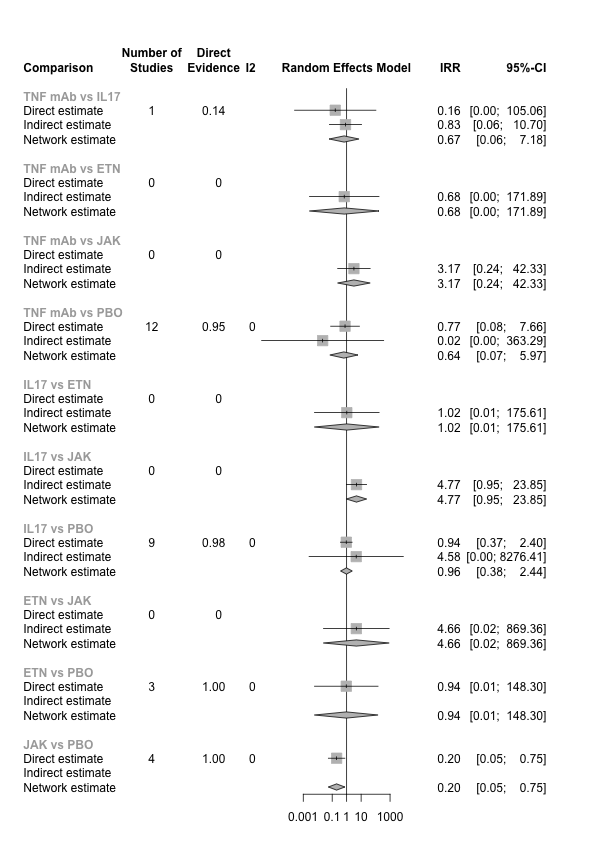 Number of Direct
Comparison Studies Evidence I2 Random Effects Model IRR 95%-CI
TNF mAb vs IL17
Direct estimate 1 0.14 0.16 [0.00; 105.06]
Indirect estimate 0.83 [0.06; 10.70]
Network estimate 0.67 [0.06; 7.18]
TNF mAb vs ETN
Direct estimate 0 0
Indirect estimate 0.68 [0.00; 171.89]
Network estimate 0.68 [0.00; 171.89]
TNF mAb vs JAK
Direct estimate 0 0
Indirect estimate 3.17 [0.24; 42.33]
Network estimate 3.17 [0.24; 42.33]
TNF mAb vs PBO
Direct estimate 12 0.95 0 0.77 [0.08; 7.66]
Indirect estimate 0.02 [0.00; 363.29]
Network estimate 0.64 [0.07; 5.97]
IL17 vs ETN
Direct estimate 0 0
Indirect estimate 1.02 [0.01; 175.61]
Network estimate 1.02 [0.01; 175.61]
IL17 vs JAK
Direct estimate 0 0
Indirect estimate 4.77 [0.95; 23.85]
Network estimate 4.77 [0.95; 23.85]
IL17 vs PBO
Direct estimate 9 0.98 0 0.94 [0.37; 2.40]
Indirect estimate 4.58 [0.00; 8276.41]
Network estimate 0.96 [0.38; 2.44]
ETN vs JAK
Direct estimate 0 0
Indirect estimate 4.66 [0.02; 869.36]
Network estimate 4.66 [0.02; 869.36]
ETN vs PBO
Direct estimate 3 1.00 0 0.94 [0.01; 148.30]
Indirect estimate
Network estimate 0.94 [0.01; 148.30]
JAK vs PBO
Direct estimate 4 1.00 0 0.20 [0.05; 0.75]
Indirect estimate
Network estimate 0.20 [0.05; 0.75]
0.001 0.1 1 10 1000